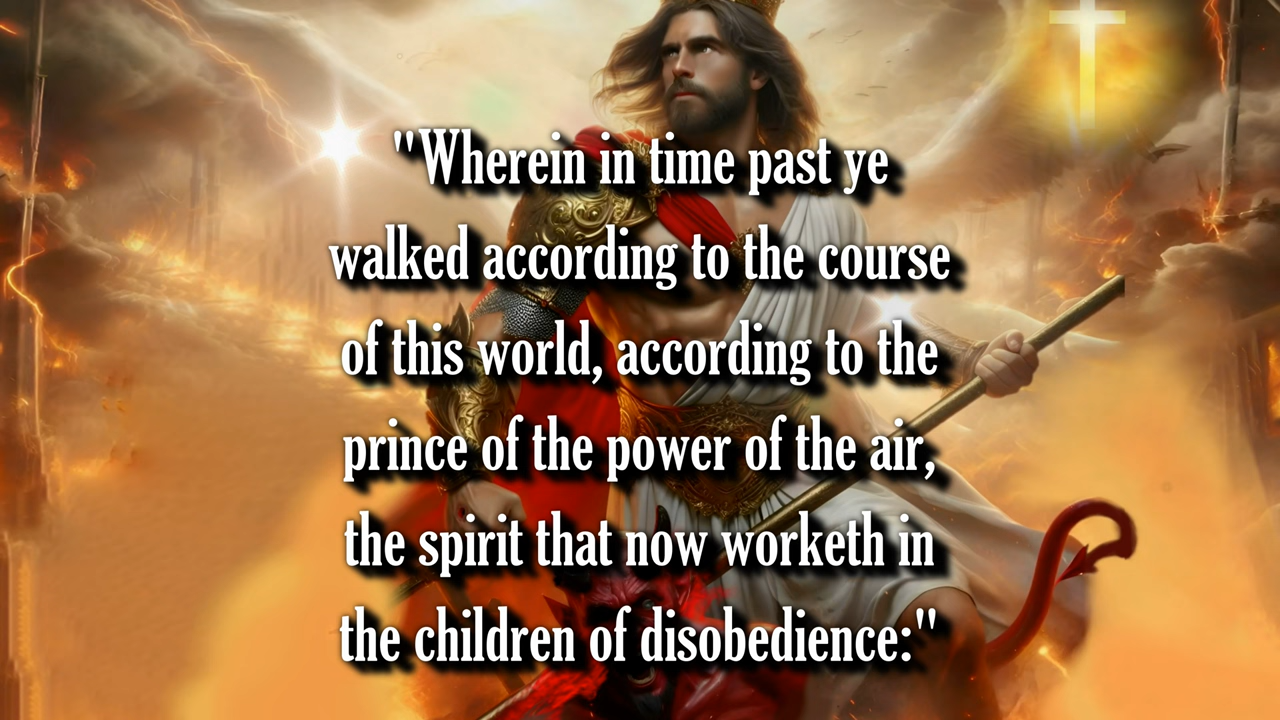 "Wherein in time past ye
walked according to the course
of this world, according to the
prince of the power of the air,
the spirit that now worketh in
the children of disobedience:"